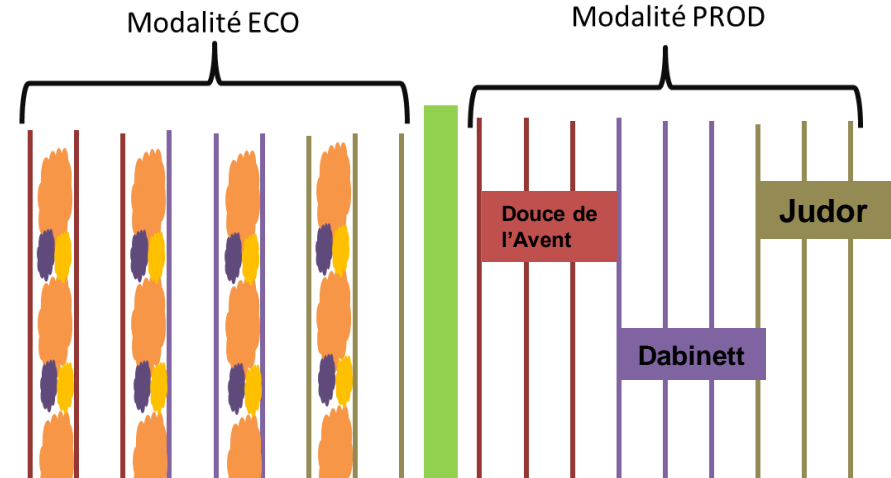 Modalité ECO
Modalité PROD
Douce de
l’Avent
Judor
Dabinett